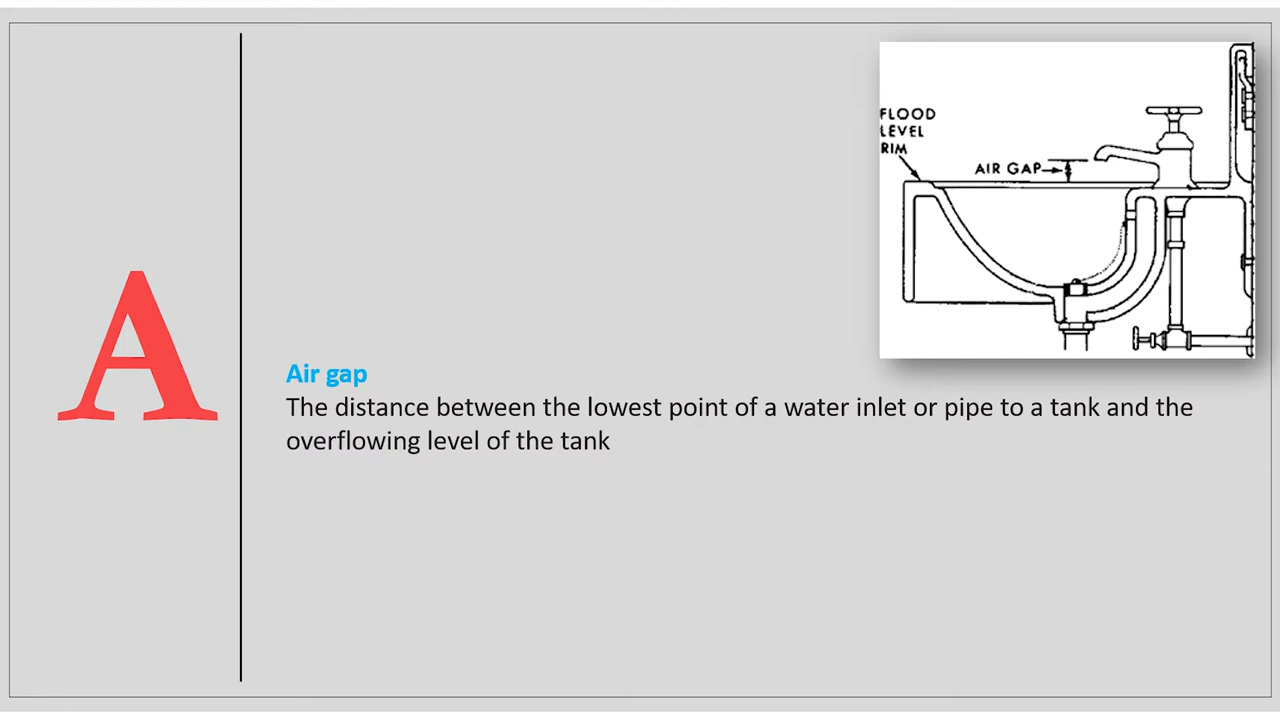 A
FLOOD
LEVEL
RIM
AIR GAP
Air gap
The distance between the lowest point of a water inlet or pipe to a tank and the
overflowing level of the tank